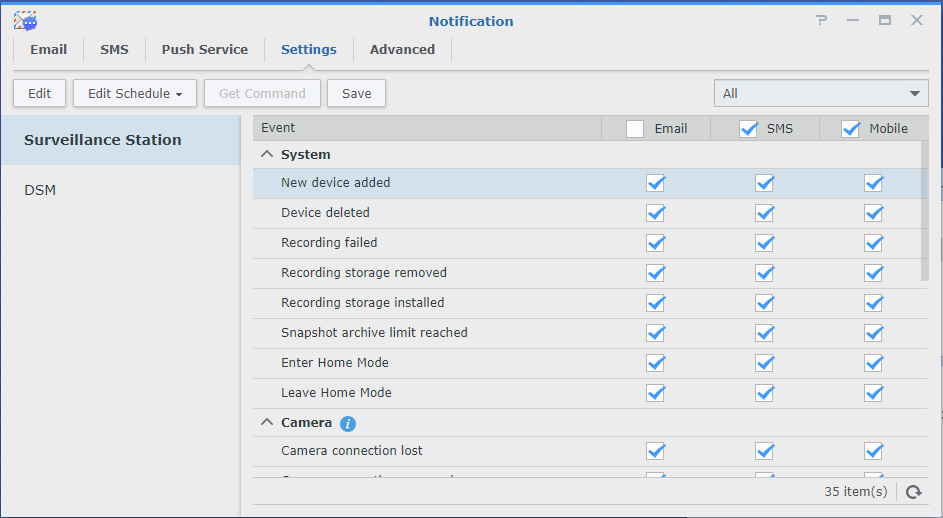 Notification
Email SMS Push Service Settings Advanced
Edit Edit Schedule Get Command Save All
Surveillance Station
DSM
Event Email SMS Mobile
System
New device added
Device deleted
Recording failed
Recording storage removed
Recording storage installed
Snapshot archive limit reached
Enter Home Mode
Leave Home Mode
Camera i
Camera connection lost
35 item(s)